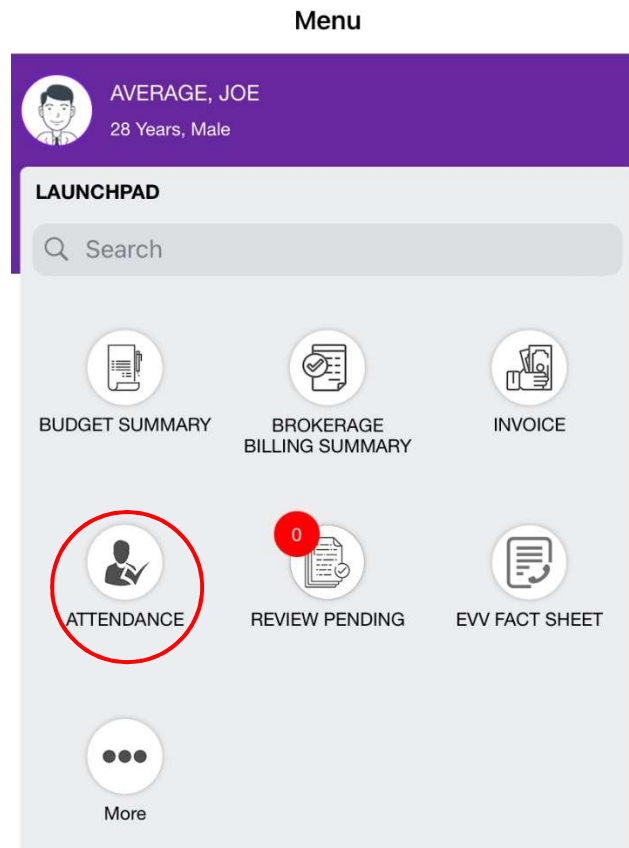 Menu
AVERAGE, JOE
28 Years, Male
LAUNCHPAD
Search
BUDGET SUMMARY
BROKERAGE
BILLING SUMMARY
INVOICE
ATTENDANCE
0
REVIEW PENDING
EVV FACT SHEET
More